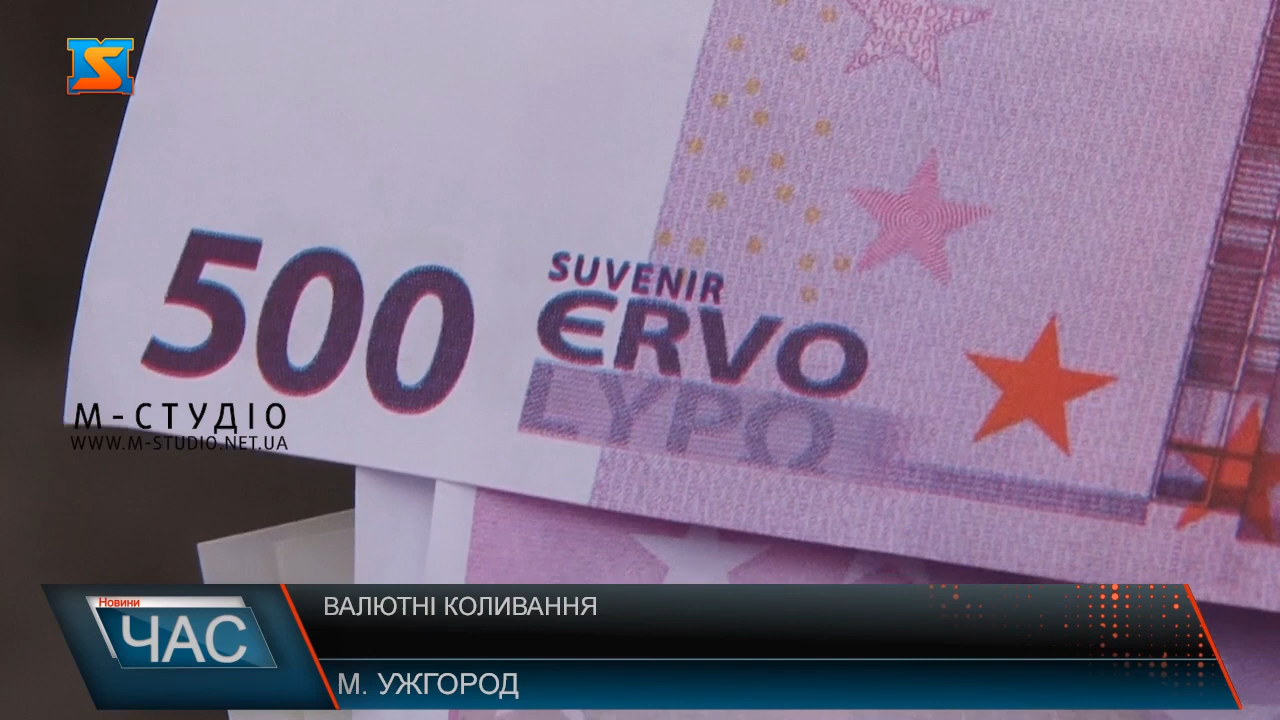 500
SUVENIR
ERVO
LYPO
М-СТУДІО
WWW.M-STUDIO.NET.UA
Новини
ЧАС
ВАЛЮТНІ КОЛИВАННЯ
М. УЖГОРОД